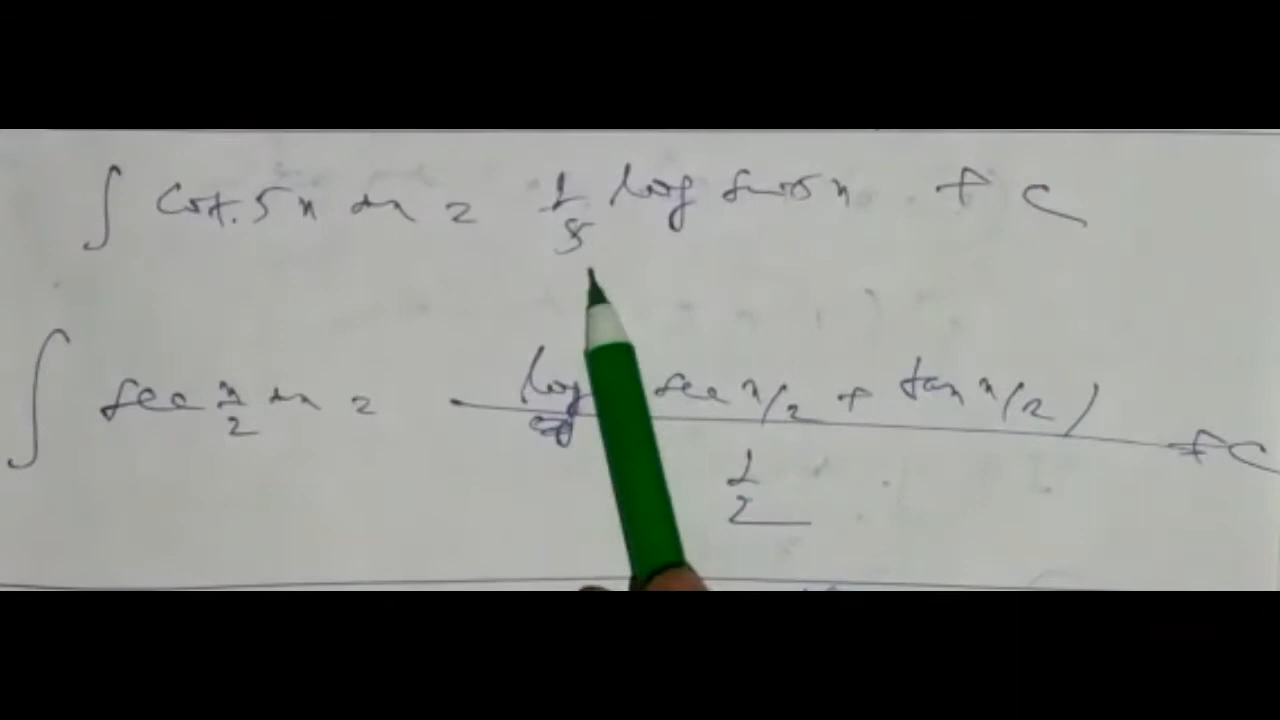 ∫ cot 5x dx = 1/5 log sin 5x + C
∫ sec x/2 dx = log sec x/2 + tan x/2) / 1/2 + C